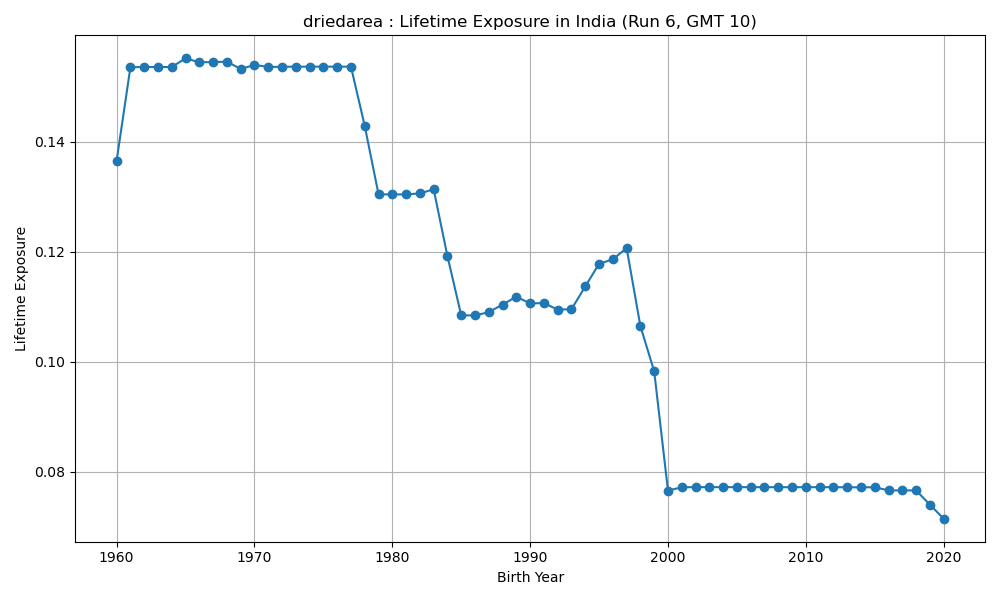 driedarea : Lifetime Exposure in India (Run 6, GMT 10)
Lifetime Exposure
0.14
0.12
0.10
0.08
1960 1970 1980 1990 2000 2010 2020
Birth Year